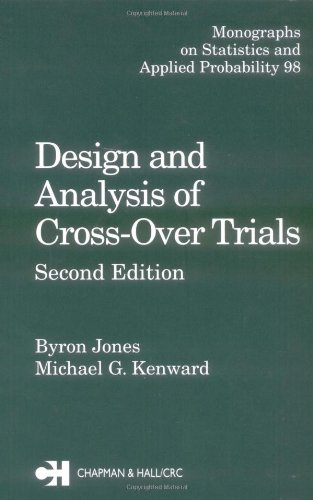 Monographs
on Statistics and
Applied Probability 98
Design and
Analysis of
Cross-Over Trials
Second Edition
Byron Jones
Michael G. Kenward
CH CHAPMAN & HALL/CRC